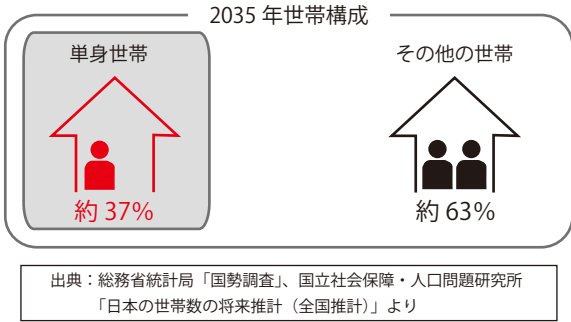 2035 年世帯構成
単身世帯
その他の世帯
約 37%
約 63%
出典：総務省統計局「国勢調査」、国立社会保障・人口問題研究所
「日本の世帯数の将来推計（全国推計）」より